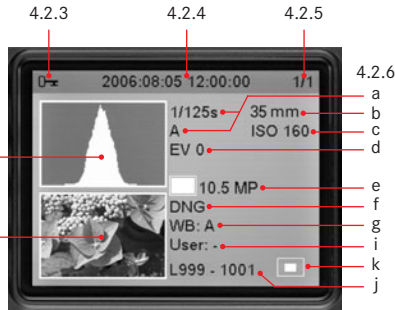 4.2.3 4.2.4 4.2.5
2006:08:05 12:00:00 1/1
4.2.6
1/125s 35 mm a
A ISO 160 b
c
EV 0 d
10.5 MP e
DNG f
WB: A g
User: - i
k
L999 - 1001 j